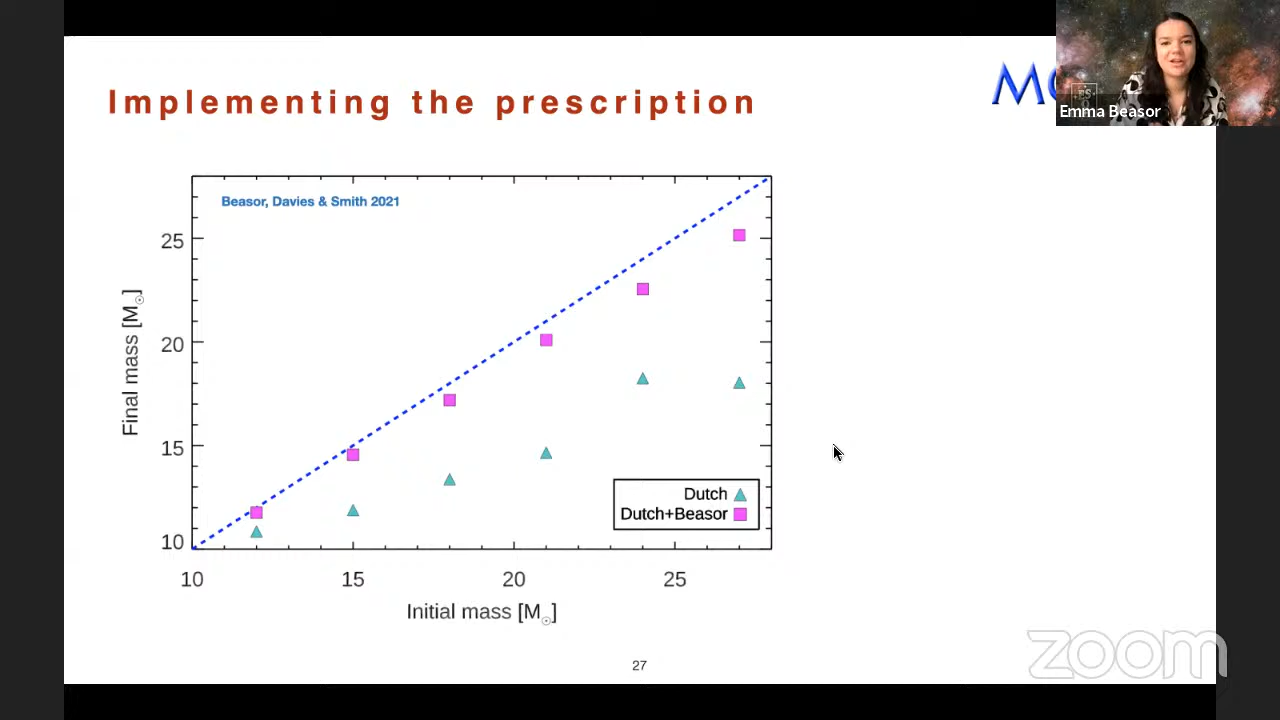 Implementing the prescription
Emma Beasor
Beasor, Davies & Smith 2021
25
20
15
10
Final mass [M☉]
Dutch
Dutch+Beasor
10 15 20 25
Initial mass [M☉]
27
zoom